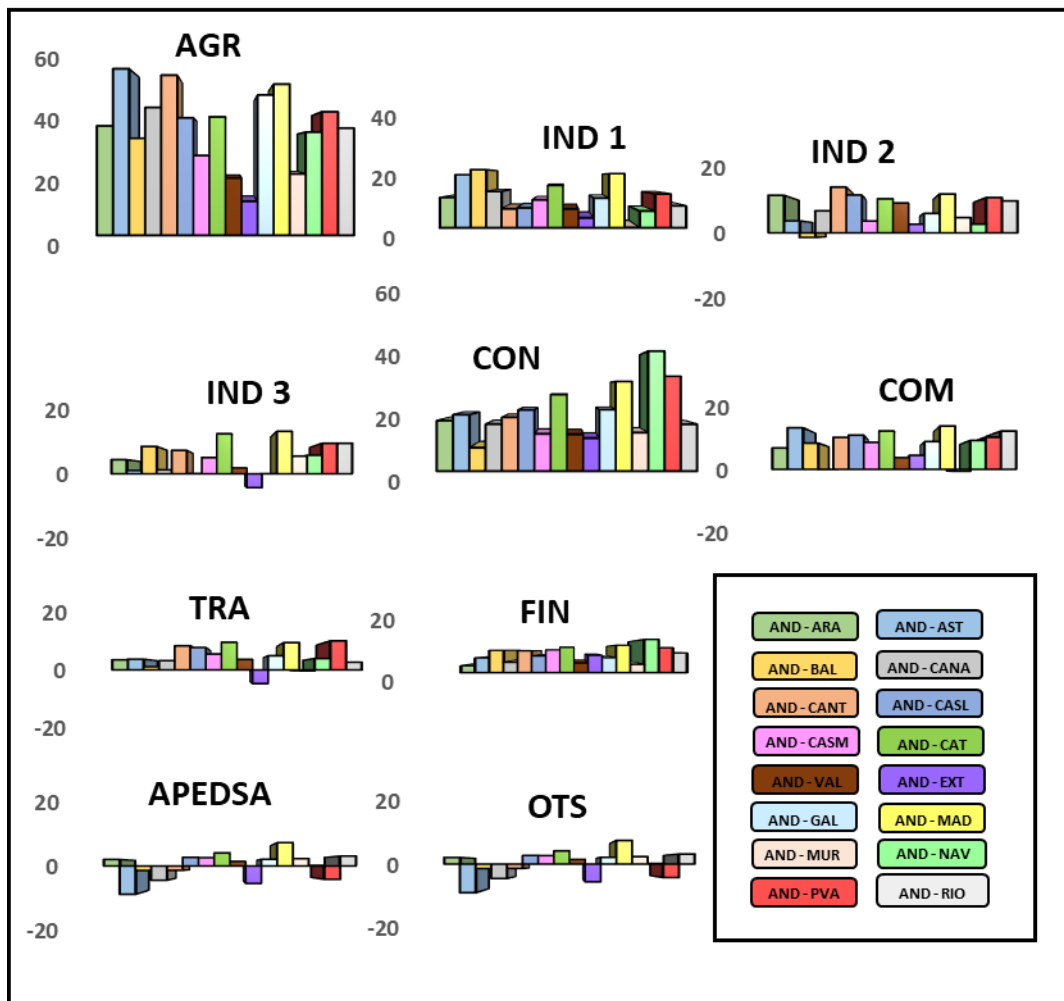 AGR
60
40
20
0
IND 1
40
20
0
IND 2
20
0
-20
IND 3
20
0
-20
CON
60
40
20
0
COM
20
0
-20
TRA
20
0
-20
FIN
20
0
APEDSA
20
0
-20
OTS
20
0
-20
AND - ARA AND - AST
AND - BAL AND - CANA
AND - CANT AND - CASL
AND - CASM AND - CAT
AND - VAL AND - EXT
AND - GAL AND - MAD
AND - MUR AND - NAV
AND - PVA AND - RIO